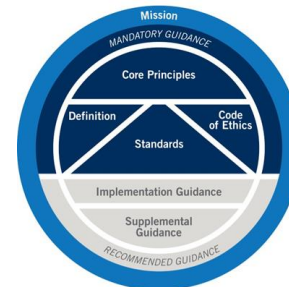 Mission
MANDATORY GUIDANCE
Core Principles
Definition
Code
of Ethics
Standards
Implementation Guidance
Supplemental
Guidance
RECOMMENDED GUIDANCE